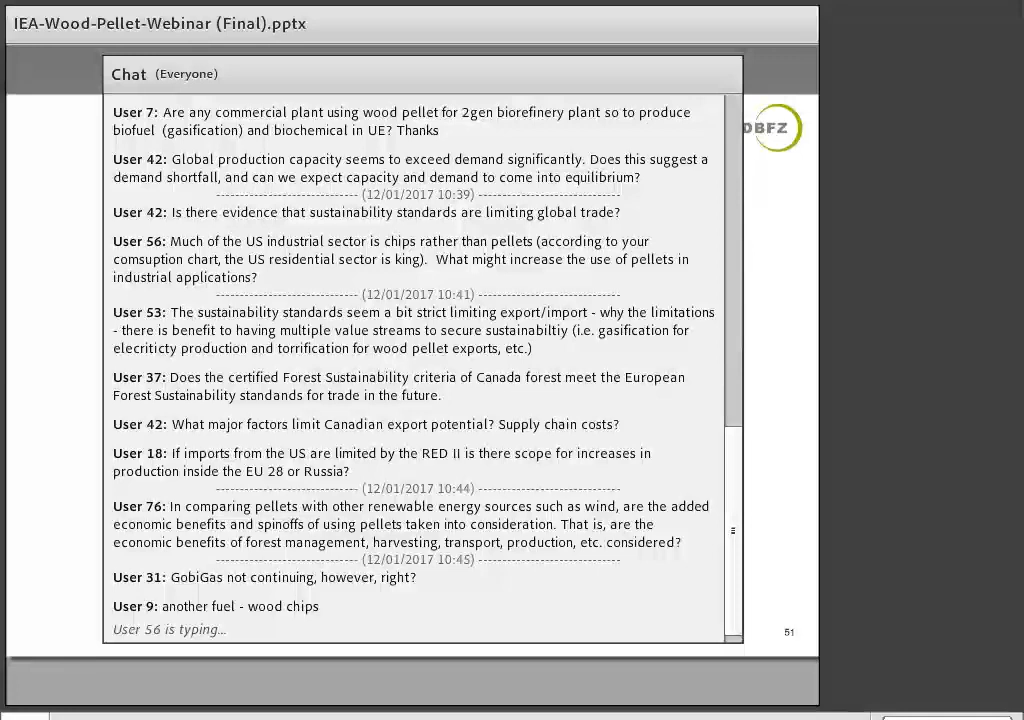 IEA-Wood-Pellet-Webinar (Final).pptx
Chat (Everyone)
User 7: Are any commercial plant using wood pellet for 2gen biorefinery plant so to produce
biofuel (gasification) and biochemical in UE? Thanks
DBFZ
User 42: Global production capacity seems to exceed demand significantly. Does this suggest a
demand shortfall, and can we expect capacity and demand to come into equilibrium?
------------------------------ (12/01/2017 10:39) ------------------------------
User 42: Is there evidence that sustainability standards are limiting global trade?
User 56: Much of the US industrial sector is chips rather than pellets (according to your
comsuption chart, the US residential sector is king). What might increase the use of pellets in
industrial applications?
------------------------------ (12/01/2017 10:41) ------------------------------
User 53: The sustainability standards seem a bit strict limiting export/import - why the limitations
- there is benefit to having multiple value streams to secure sustainabiltiy (i.e. gasification for
elecriticty production and torrification for wood pellet exports, etc.)
User 37: Does the certified Forest Sustainability criteria of Canada forest meet the European
Forest Sustainability standards for trade in the future.
User 42: What major factors limit Canadian export potential? Supply chain costs?
User 18: If imports from the US are limited by the RED II is there scope for increases in
production inside the EU 28 or Russia?
------------------------------ (12/01/2017 10:44) ------------------------------
User 76: In comparing pellets with other renewable energy sources such as wind, are the added
economic benefits and spinoffs of using pellets taken into consideration. That is, are the
economic benefits of forest management, harvesting, transport, production, etc. considered?
------------------------------ (12/01/2017 10:45) ------------------------------
User 31: GobiGas not continuing, however, right?
User 9: another fuel - wood chips
User 56 is typing...
51